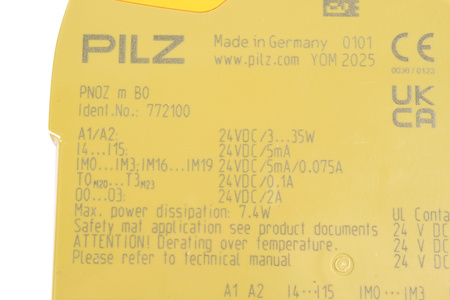 PILZ
Made in Germany 0101
www.pilz.com YOM 2025
CE
0036 / 0123
UK
CA
PNOZ m B0
Ident.No.: 772100
A1/A2: 24VDC/3...35W
I4...I15: 24VDC/5mA
IM0...IM3;IM16...IM19 24VDC/5mA/0.075A
T0M20...T3M23 24VDC/0.1A
O0...O3: 24VDC/2A
Max. power dissipation: 7.4W
Safety mat application see product documents
ATTENTION! Derating over temperature.
Please refer to technical manual
UL Conta
24 V DC
24 V DC
24 V DC
A1 A2 I4...I15 IM0...IM3